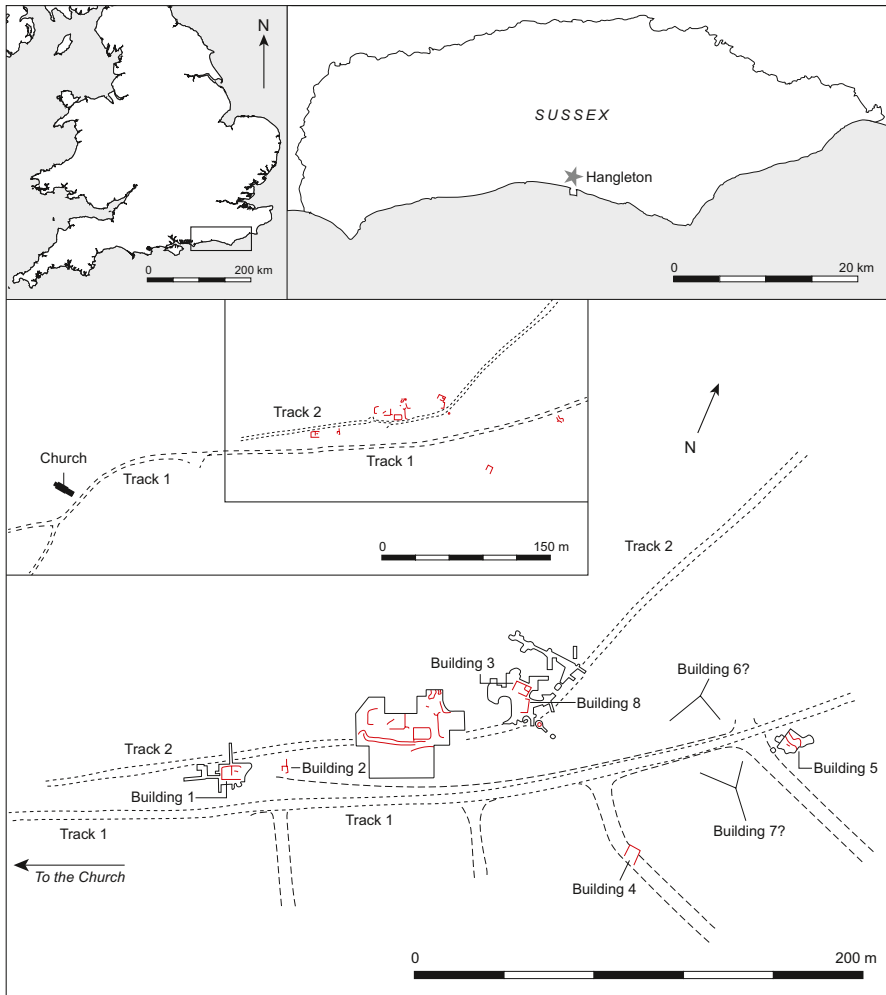 N
0 200 km
SUSSEX
Hangleton
0 20 km
Track 2
Church
Track 1
Track 1
N
0 150 m
Track 2
Building 3
Building 6?
Building 8
Track 2
Building 2
Building 5
Building 1
Track 1
Track 1
Building 7?
To the Church
Building 4
0 200 m